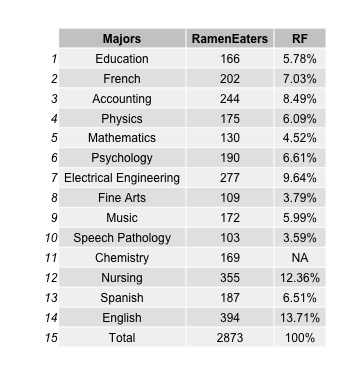 Majors RamenEaters RF
1 Education 166 5.78%
2 French 202 7.03%
3 Accounting 244 8.49%
4 Physics 175 6.09%
5 Mathematics 130 4.52%
6 Psychology 190 6.61%
7 Electrical Engineering 277 9.64%
8 Fine Arts 109 3.79%
9 Music 172 5.99%
10 Speech Pathology 103 3.59%
11 Chemistry 169 NA
12 Nursing 355 12.36%
13 Spanish 187 6.51%
14 English 394 13.71%
15 Total 2873 100%